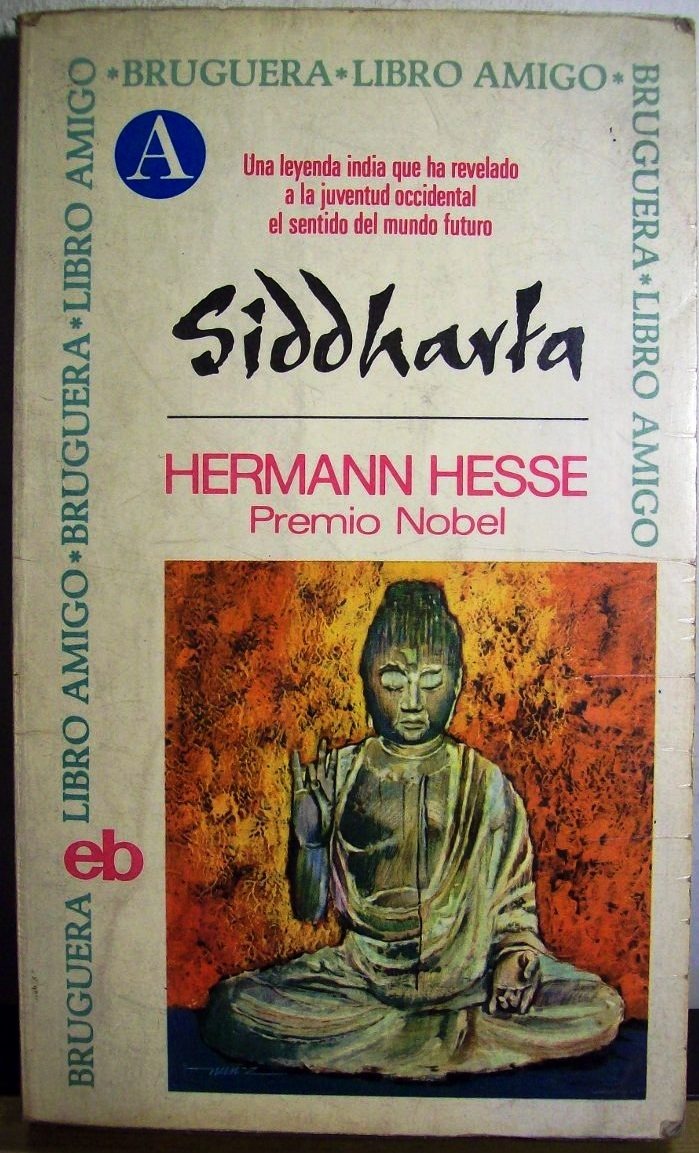 *BRUGUERA*LIBRO AMIGO*
BRUGUERA*LIBRO AMIGO
BRUGUERA LIBRO AMIGO*BRUGUERA*LIBRO AMIGO
A
Una leyenda india que ha revelado
a la juventud occidental
el sentido del mundo futuro
Siddharta
HERMANN HESSE
Premio Nobel
eb